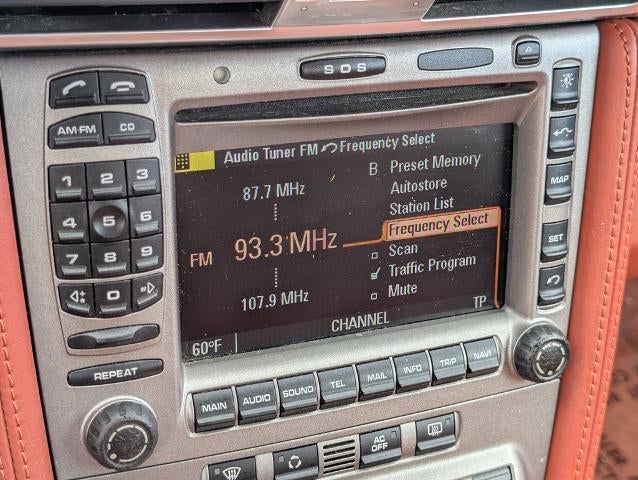 SOS
AM·FM CD
1 2 3
4 5 6
7 8 9
0
REPEAT
Audio Tuner FM Frequency Select
87.7 MHz
FM 93.3 MHz
107.9 MHz
B Preset Memory
Autostore
Station List
Frequency Select
Scan
Traffic Program
Mute
TP
60°F CHANNEL
MAP
SET
MAIN AUDIO SOUND TEL MAIL INFO TRIP NAVI
AC
OFF